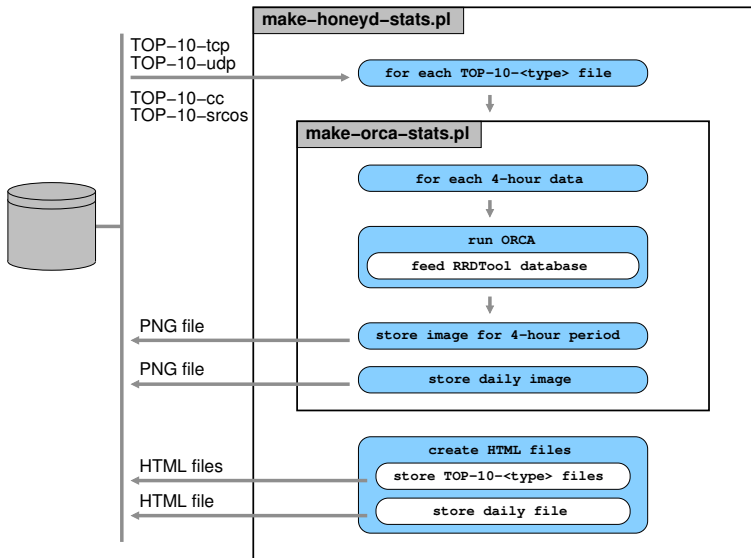 make−honeyd−stats.pl
TOP−10−tcp
TOP−10−udp
for each TOP−10−<type> file
TOP−10−cc
TOP−10−srcos
make−orca−stats.pl
for each 4−hour data
run ORCA
feed RRDTool database
PNG file
store image for 4−hour period
PNG file
store daily image
create HTML files
HTML files
store TOP−10−<type> files
HTML file
store daily file